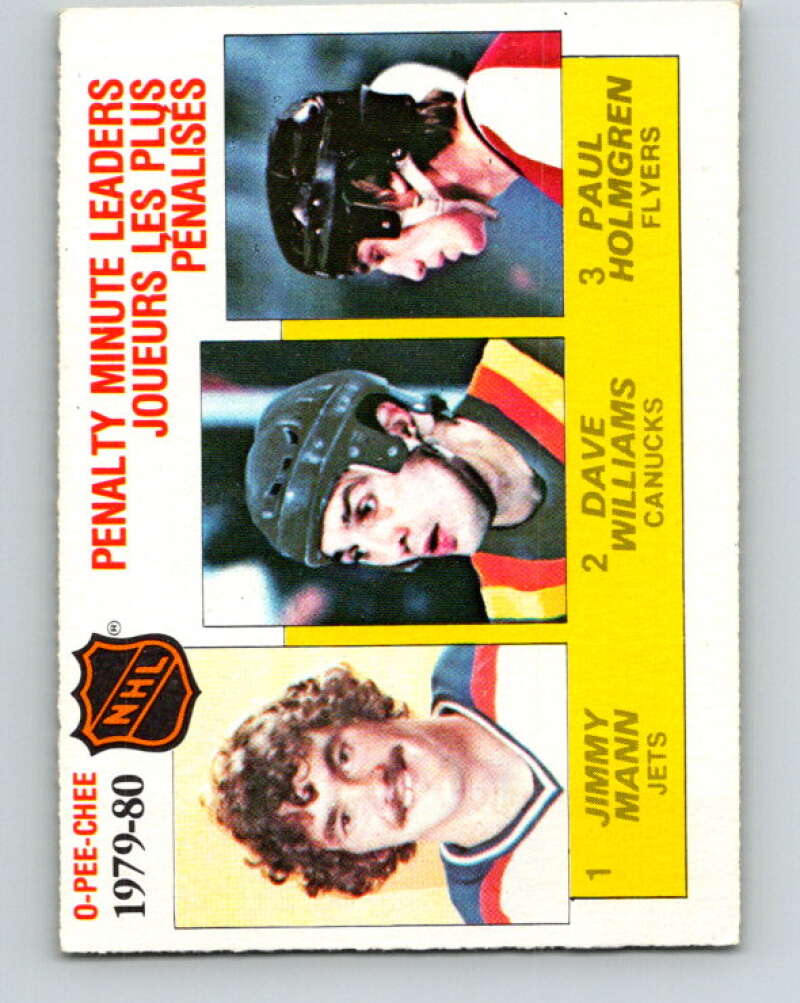 O-PEE-CHEE
1979-80
NHL®
PENALTY MINUTE LEADERS
JOUEURS LES PLUS
PENALISES
1 JIMMY
MANN
JETS
2 DAVE
WILLIAMS
CANUCKS
3 PAUL
HOLMGREN
FLYERS